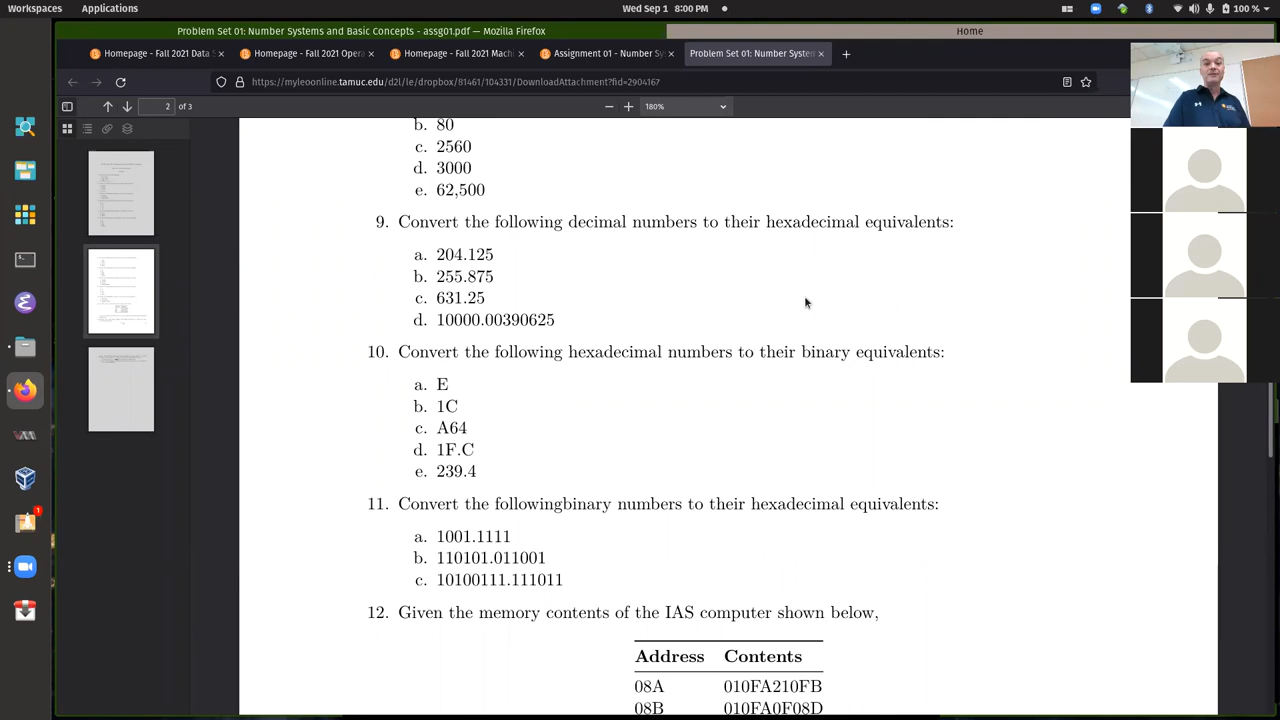 Workspaces Applications Wed Sep 1 8:00 PM 100 %
Problem Set 01: Number Systems and Basic Concepts - assg01.pdf — Mozilla Firefox Home
Homepage - Fall 2021 Data S Homepage - Fall 2021 Opera Homepage - Fall 2021 Machi Assignment 01 - Number Sys Problem Set 01: Number System
https://myleoonline.tamuc.edu/d2l/le/dropbox/81461/104333/DownloadAttachment?fid=2904167
2 of 3 180%
b. 80
c. 2560
d. 3000
e. 62,500
9. Convert the following decimal numbers to their hexadecimal equivalents:
a. 204.125
b. 255.875
c. 631.25
d. 10000.00390625
10. Convert the following hexadecimal numbers to their binary equivalents:
a. E
b. 1C
c. A64
d. 1F.C
e. 239.4
11. Convert the followingbinary numbers to their hexadecimal equivalents:
a. 1001.1111
b. 110101.011001
c. 10100111.111011
12. Given the memory contents of the IAS computer shown below,
Address Contents
08A 010FA210FB
08B 010FA0F08D